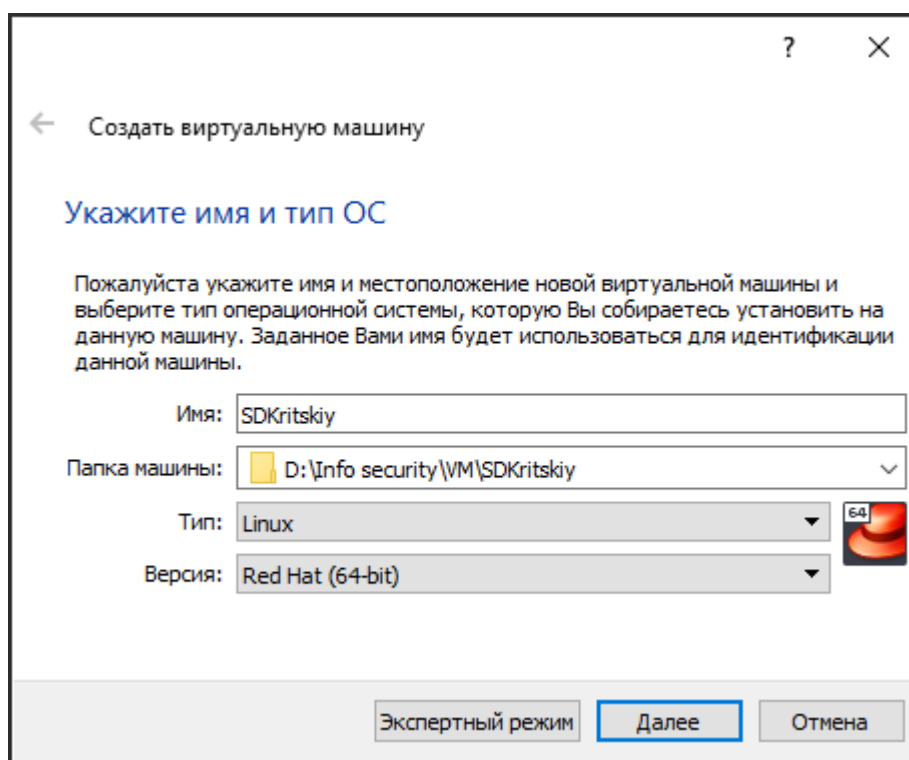 ?
Создать виртуальную машину
Укажите имя и тип ОС
Пожалуйста укажите имя и местоположение новой виртуальной машины и
выберите тип операционной системы, которую Вы собираетесь установить на
данную машину. Заданное Вами имя будет использоваться для идентификации
данной машины.
Имя: SDKritskiy
Папка машины: D:\Info security\VM\SDKritskiy
Тип: Linux
64
Версия: Red Hat (64-bit)
Экспертный режим Далее Отмена